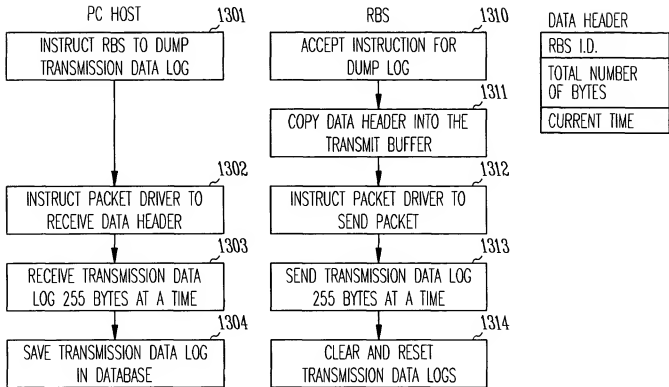 PC HOST
1301
INSTRUCT RBS TO DUMP
TRANSMISSION DATA LOG
1302
INSTRUCT PACKET DRIVER TO
RECEIVE DATA HEADER
1303
RECEIVE TRANSMISSION DATA
LOG 255 BYTES AT A TIME
1304
SAVE TRANSMISSION DATA LOG
IN DATABASE
RBS
1310
ACCEPT INSTRUCTION FOR
DUMP LOG
1311
COPY DATA HEADER INTO THE
TRANSMIT BUFFER
1312
INSTRUCT PACKET DRIVER TO
SEND PACKET
1313
SEND TRANSMISSION DATA LOG
255 BYTES AT A TIME
1314
CLEAR AND RESET
TRANSMISSION DATA LOGS
DATA HEADER
RBS I.D.
TOTAL NUMBER
OF BYTES
CURRENT TIME